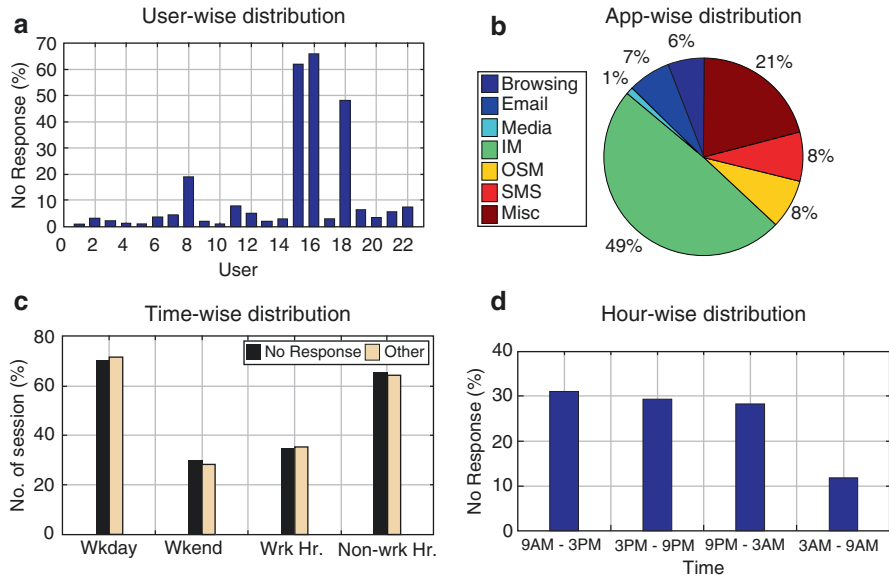 a
User-wise distribution
No Response (%)
70
60
50
40
30
20
10
0
0 2 4 6 8 10 12 14 16 18 20 22
User
b
App-wise distribution
Browsing
Email
Media
IM
OSM
SMS
Misc
6%
7%
1%
21%
8%
8%
49%
c
Time-wise distribution
No. of session (%)
80
60
40
20
0
No Response Other
Wkday Wkend Wrk Hr. Non-wrk Hr.
d
Hour-wise distribution
No Response (%)
40
30
20
10
0
9AM - 3PM 3PM - 9PM 9PM - 3AM 3AM - 9AM
Time